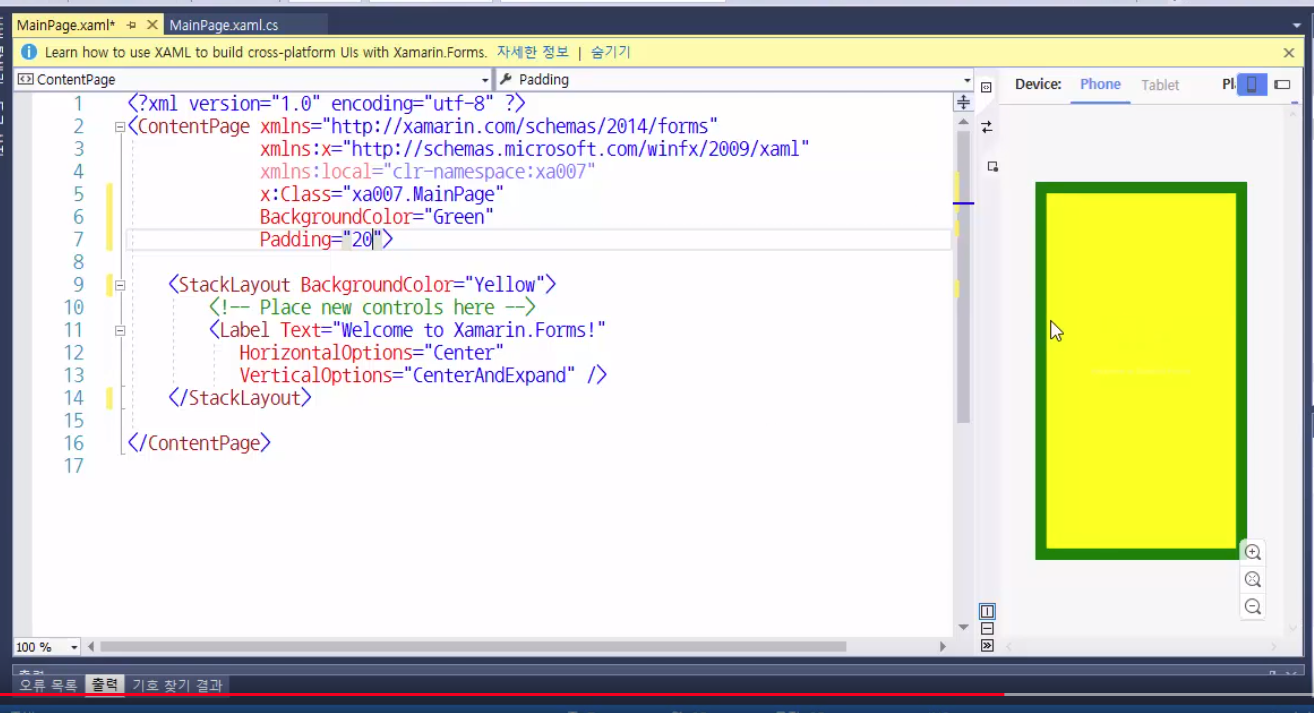 MainPage.xaml* MainPage.xaml.cs
Learn how to use XAML to build cross-platform UIs with Xamarin.Forms. 자세한 정보 | 숨기기
ContentPage Padding
Device: Phone Tablet Pl
1 <?xml version="1.0" encoding="utf-8" ?>
2 <ContentPage xmlns="http://xamarin.com/schemas/2014/forms"
3 xmlns:x="http://schemas.microsoft.com/winfx/2009/xaml"
4 xmlns:local="clr-namespace:xa007"
5 x:Class="xa007.MainPage"
6 BackgroundColor="Green"
7 Padding="20">
8
9 <StackLayout BackgroundColor="Yellow">
10 <!-- Place new controls here -->
11 <Label Text="Welcome to Xamarin.Forms!"
12 HorizontalOptions="Center"
13 VerticalOptions="CenterAndExpand" />
14 </StackLayout>
15
16 </ContentPage>
17
100 %
오류 목록 출력 기호 찾기 결과